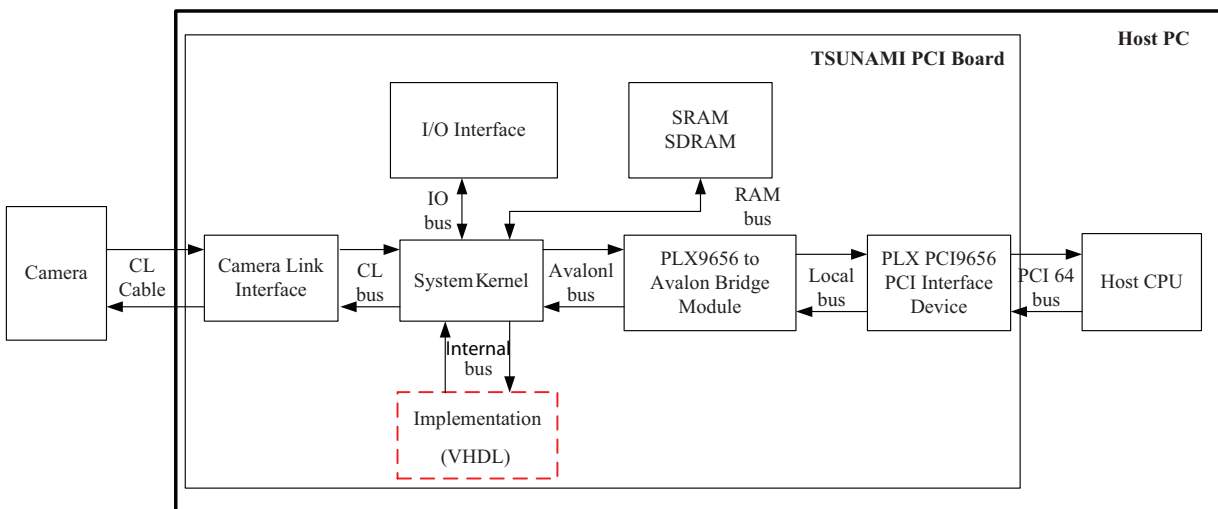 Host PC
TSUNAMI PCI Board
I/O Interface
SRAM
SDRAM
IO
bus
RAM
bus
Camera
CL
Cable
Camera Link
Interface
CL
bus
System Kernel
Avalonl
bus
PLX9656 to
Avalon Bridge
Module
Local
bus
PLX PCI9656
PCI Interface
Device
PCI 64
bus
Host CPU
Internal
bus
Implementation
(VHDL)